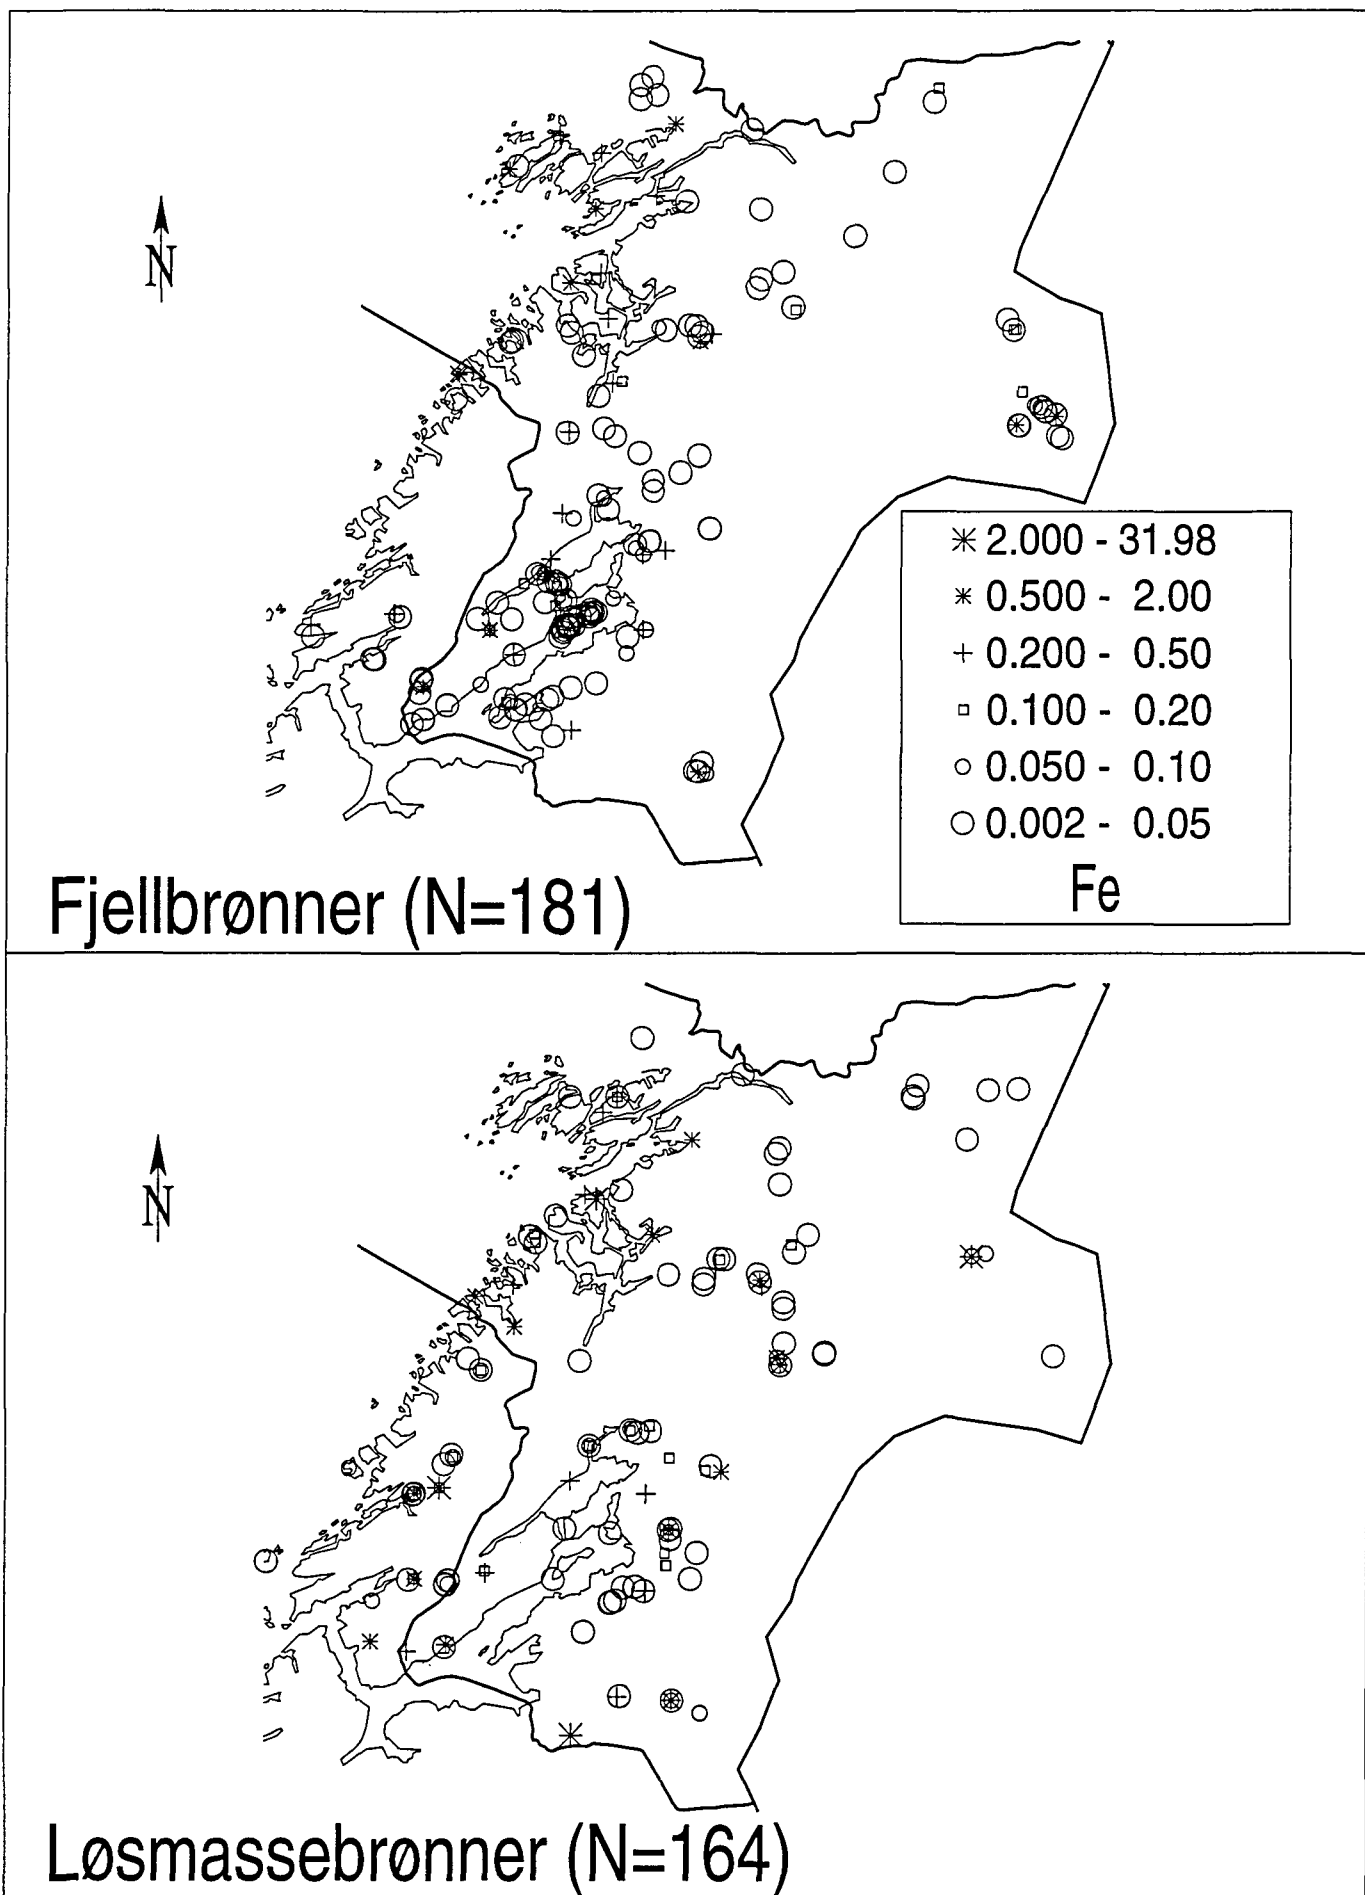 N
2.000 - 31.98
0.500 - 2.00
0.200 - 0.50
0.100 - 0.20
0.050 - 0.10
0.002 - 0.05
Fe
Fjellbrønner (N=181)
N
Løsmassebrønner (N=164)